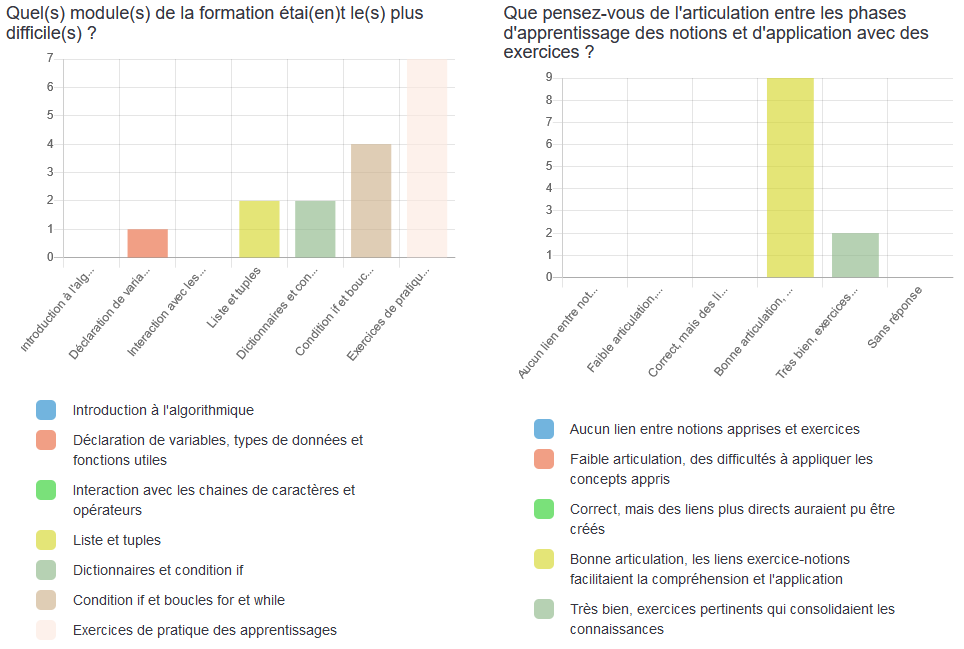 Quel(s) module(s) de la formation étai(en)t le(s) plus
difficile(s) ?
7
6
5
4
3
2
1
0
Introduction à l'alg...
Déclaration de varia...
Interaction avec les...
Liste et tuples
Dictionnaires et con...
Condition if et bouc...
Exercices de pratiqu...
Introduction à l'algorithmique
Déclaration de variables, types de données et
fonctions utiles
Interaction avec les chaines de caractères et
opérateurs
Liste et tuples
Dictionnaires et condition if
Condition if et boucles for et while
Exercices de pratique des apprentissages
Que pensez-vous de l'articulation entre les phases
d'apprentissage des notions et d'application avec des
exercices ?
9
8
7
6
5
4
3
2
1
0
Aucun lien entre not...
Faible articulation,...
Correct, mais des li...
Bonne articulation, ...
Très bien, exercices...
Sans réponse
Aucun lien entre notions apprises et exercices
Faible articulation, des difficultés à appliquer les
concepts appris
Correct, mais des liens plus directs auraient pu être
créés
Bonne articulation, les liens exercice-notions
facilitaient la compréhension et l'application
Très bien, exercices pertinents qui consolidaient les
connaissances